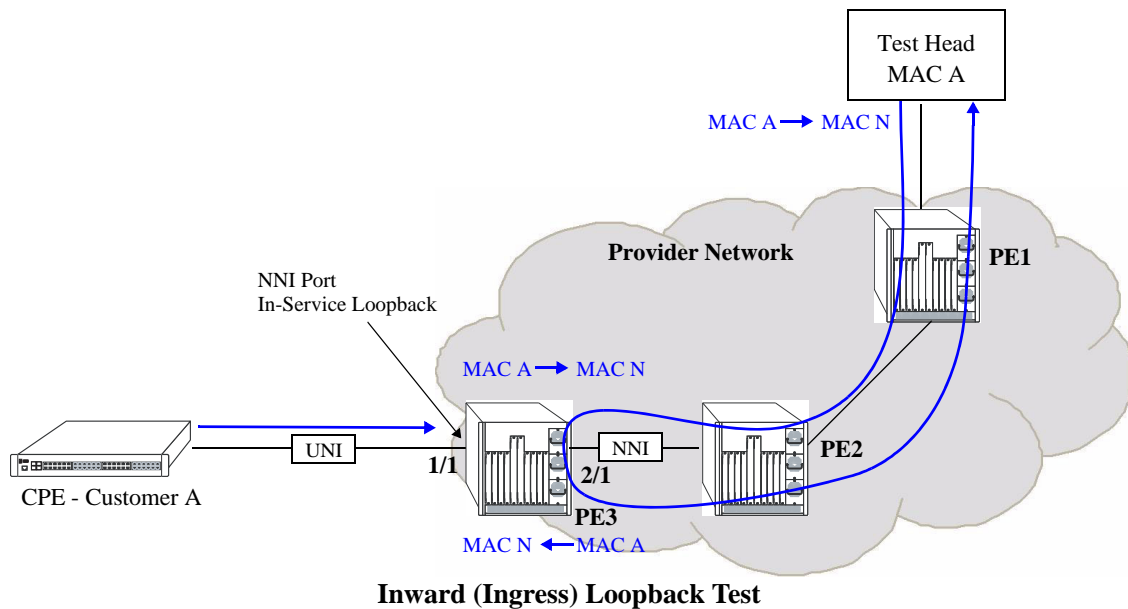 Test Head
MAC A
MAC A MAC N
Provider Network
PE1
NNI Port
In-Service Loopback
MAC A MAC N
UNI
NNI
PE2
1/1
2/1
CPE - Customer A
PE3
MAC N MAC A
Inward (Ingress) Loopback Test